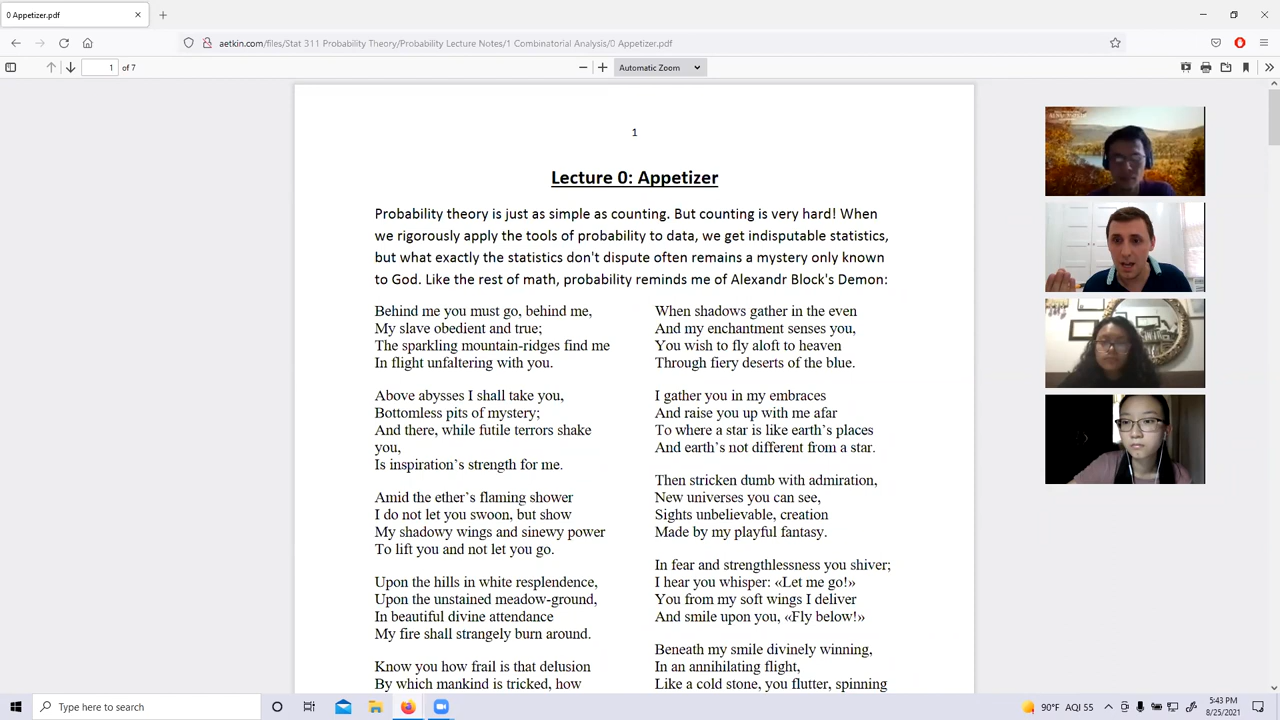 0 Appetizer.pdf
aetkin.com/files/Stat 311 Probability Theory/Probability Lecture Notes/1 Combinatorial Analysis/0 Appetizer.pdf
1 of 7
Automatic Zoom
1
Lecture 0: Appetizer
Probability theory is just as simple as counting. But counting is very hard! When
we rigorously apply the tools of probability to data, we get indisputable statistics,
but what exactly the statistics don't dispute often remains a mystery only known
to God. Like the rest of math, probability reminds me of Alexandr Block's Demon:
Behind me you must go, behind me,
My slave obedient and true;
The sparkling mountain-ridges find me
In flight unfaltering with you.
Above abysses I shall take you,
Bottomless pits of mystery;
And there, while futile terrors shake
you,
Is inspiration's strength for me.
Amid the ether's flaming shower
I do not let you swoon, but show
My shadowy wings and sinewy power
To lift you and not let you go.
Upon the hills in white resplendence,
Upon the unstained meadow-ground,
In beautiful divine attendance
My fire shall strangely burn around.
Know you how frail is that delusion
By which mankind is tricked, how
When shadows gather in the even
And my enchantment senses you,
You wish to fly aloft to heaven
Through fiery deserts of the blue.
I gather you in my embraces
And raise you up with me afar
To where a star is like earth's places
And earth's not different from a star.
Then stricken dumb with admiration,
New universes you can see,
Sights unbelievable, creation
Made by my playful fantasy.
In fear and strengthlessness you shiver;
I hear you whisper: «Let me go!»
You from my soft wings I deliver
And smile upon you, «Fly below!»
Beneath my smile divinely winning,
In an annihilating flight,
Like a cold stone, you flutter, spinning
Type here to search
90°F AQI 55
5:43 PM
8/25/2021